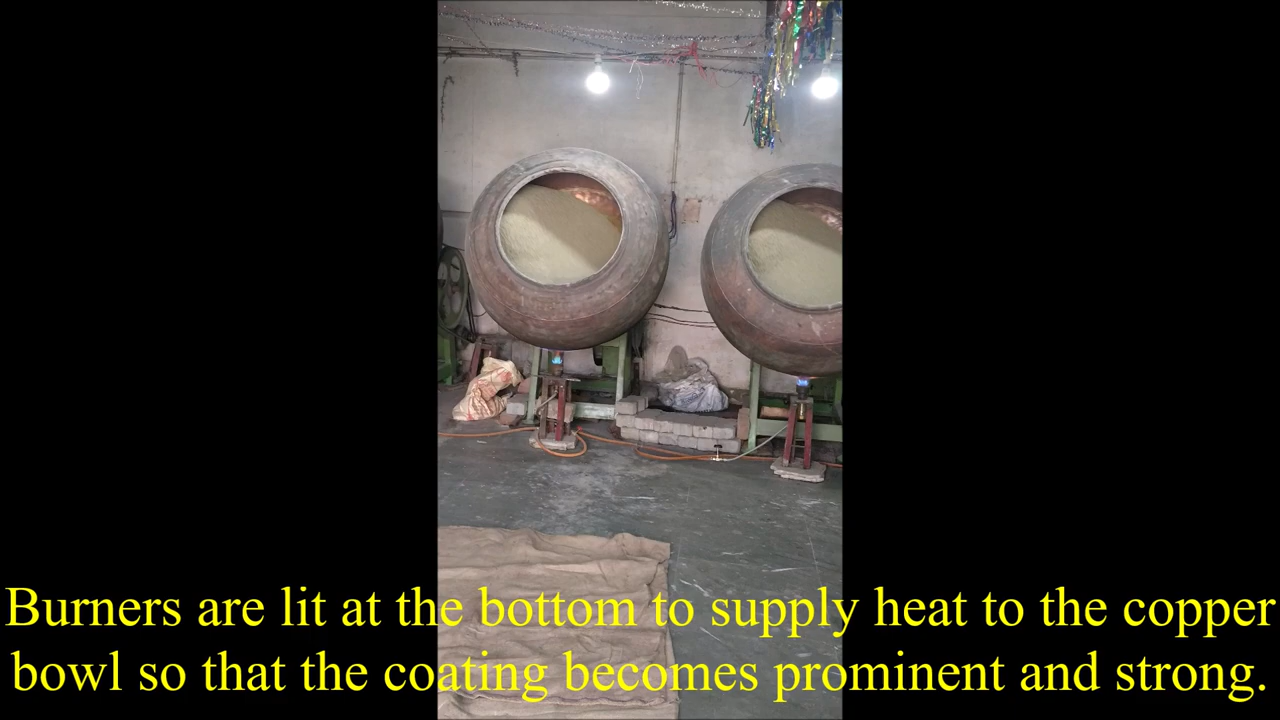 Burners are lit at the bottom to supply heat to the copper
bowl so that the coating becomes prominent and strong.